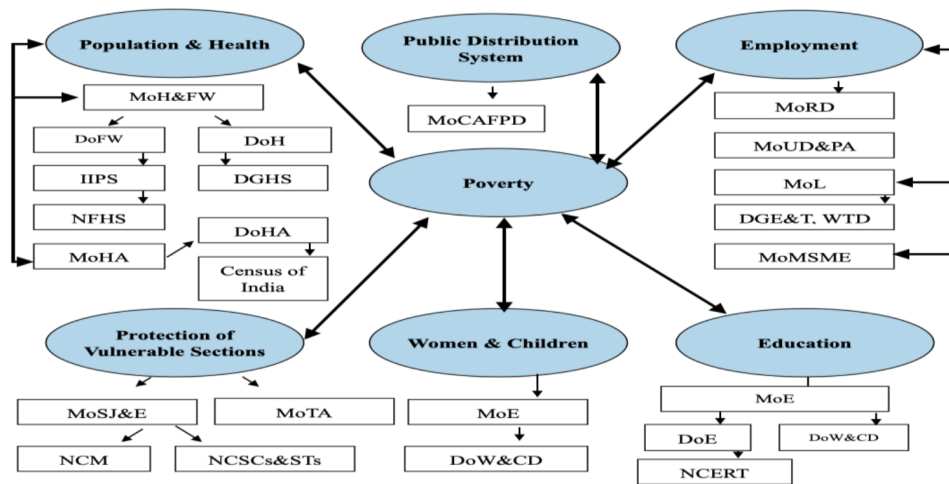 Population & Health
MoH&FW
DoFW
DoH
IIPS
DGHS
NFHS
MoHA
DoHA
Census of
India
Public Distribution
System
MoCAFPD
Employment
MoRD
MoUD&PA
MoL
DGE&T, WTD
MoMSME
Poverty
Protection of
Vulnerable Sections
MoSJ&E
MoTA
NCM
NCSCs&STs
Women & Children
MoE
DoW&CD
Education
MoE
DoE
DoW&CD
NCERT